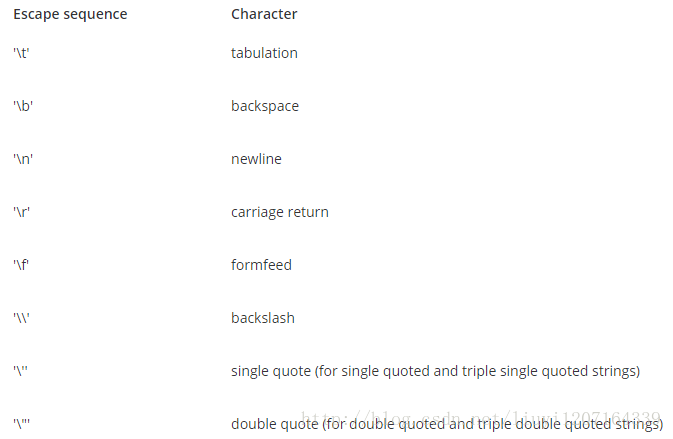 Escape sequence Character
'\t' tabulation
'\b' backspace
'\n' newline
'\r' carriage return
'\f' formfeed
'\\' backslash
'\'' single quote (for single quoted and triple single quoted strings)
'\"' double quote (for double quoted and triple double quoted strings)
http://blog.csdn.net/liuyi1207164339